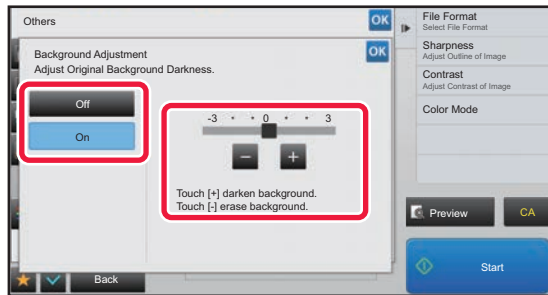 Others
OK
Background Adjustment
OK
Adjust Original Background Darkness.
Off
On
-3 • • 0 • • 3
− +
Touch [+] darken background.
Touch [-] erase background.
Back
File Format
Select File Format
Sharpness
Adjust Outline of Image
Contrast
Adjust Contrast of Image
Color Mode
Preview
CA
Start